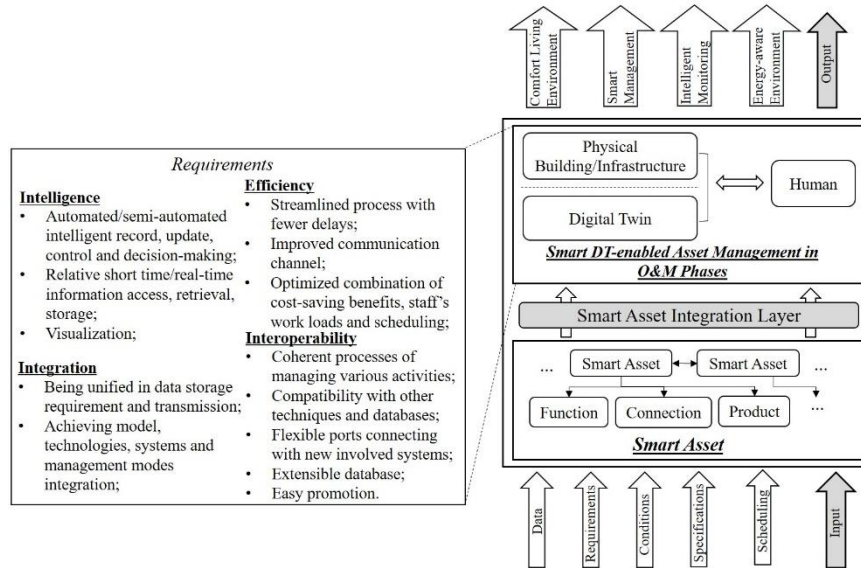 Requirements
Intelligence
• Automated/semi-automated
intelligent record, update,
control and decision-making;
• Relative short time/real-time
information access, retrieval,
storage;
• Visualization;
Integration
• Being unified in data storage
requirement and transmission;
• Achieving model,
technologies, systems and
management modes
integration;
Efficiency
• Streamlined process with
fewer delays;
• Improved communication
channel;
• Optimized combination of
cost-saving benefits, staff's
work loads and scheduling;
Interoperability
• Coherent processes of
managing various activities;
• Compatibility with other
techniques and databases;
• Flexible ports connecting
with new involved systems;
• Extensible database;
• Easy promotion.
Comfort Living
Environment
Smart
Management
Intelligent
Monitoring
Energy-aware
Environment
Output
Physical
Building/Infrastructure
Digital Twin
Human
Smart DT-enabled Asset Management in
O&M Phases
Smart Asset Integration Layer
... Smart Asset Smart Asset ...
Function Connection Product ...
Smart Asset
Data
Requirements
Conditions
Specifications
Scheduling
Input